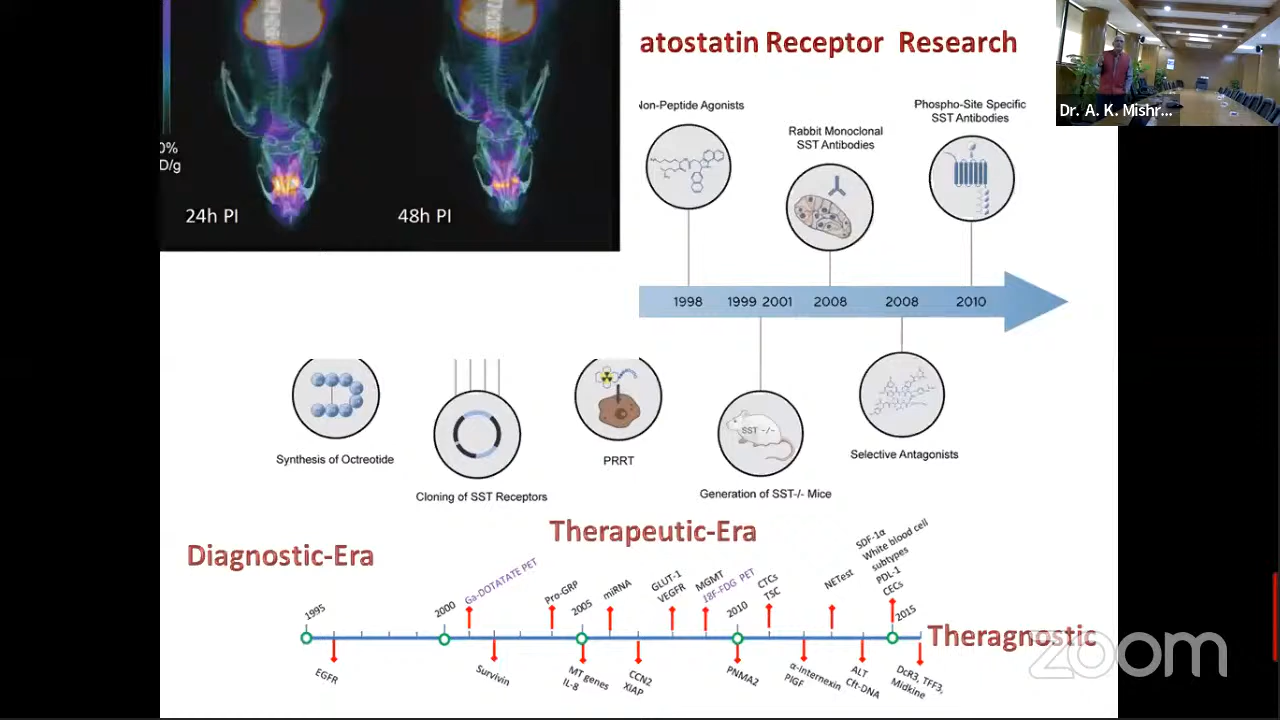 atostatin Receptor Research
Dr. A. K. Mishr...
0%
D/g
24h PI
48h PI
Non-Peptide Agonists
Rabbit Monoclonal
SST Antibodies
Phospho-Site Specific
SST Antibodies
1998 1999 2001 2008 2008 2010
SST -/-
Synthesis of Octreotide
Cloning of SST Receptors
PRRT
Generation of SST-/- Mice
Selective Antagonists
Diagnostic-Era
Therapeutic-Era
Theragnostic
1995
2000
Ga-DOTATATE PET
Pro-GRP
2005
miRNA
GLUT-1
VEGFR
MGMT
18F-FDG PET
2010
CTCs
TSC
NETest
SDF-1α
White blood cell
subtypes
PDL-1
CECs
2015
EGFR
Survivin
MT genes
IL-8
CCN2
XIAP
PNMA2
α-Internexin
PlGF
ALT
Cft-DNA
DcR3, TFF3,
Midkine
zoom